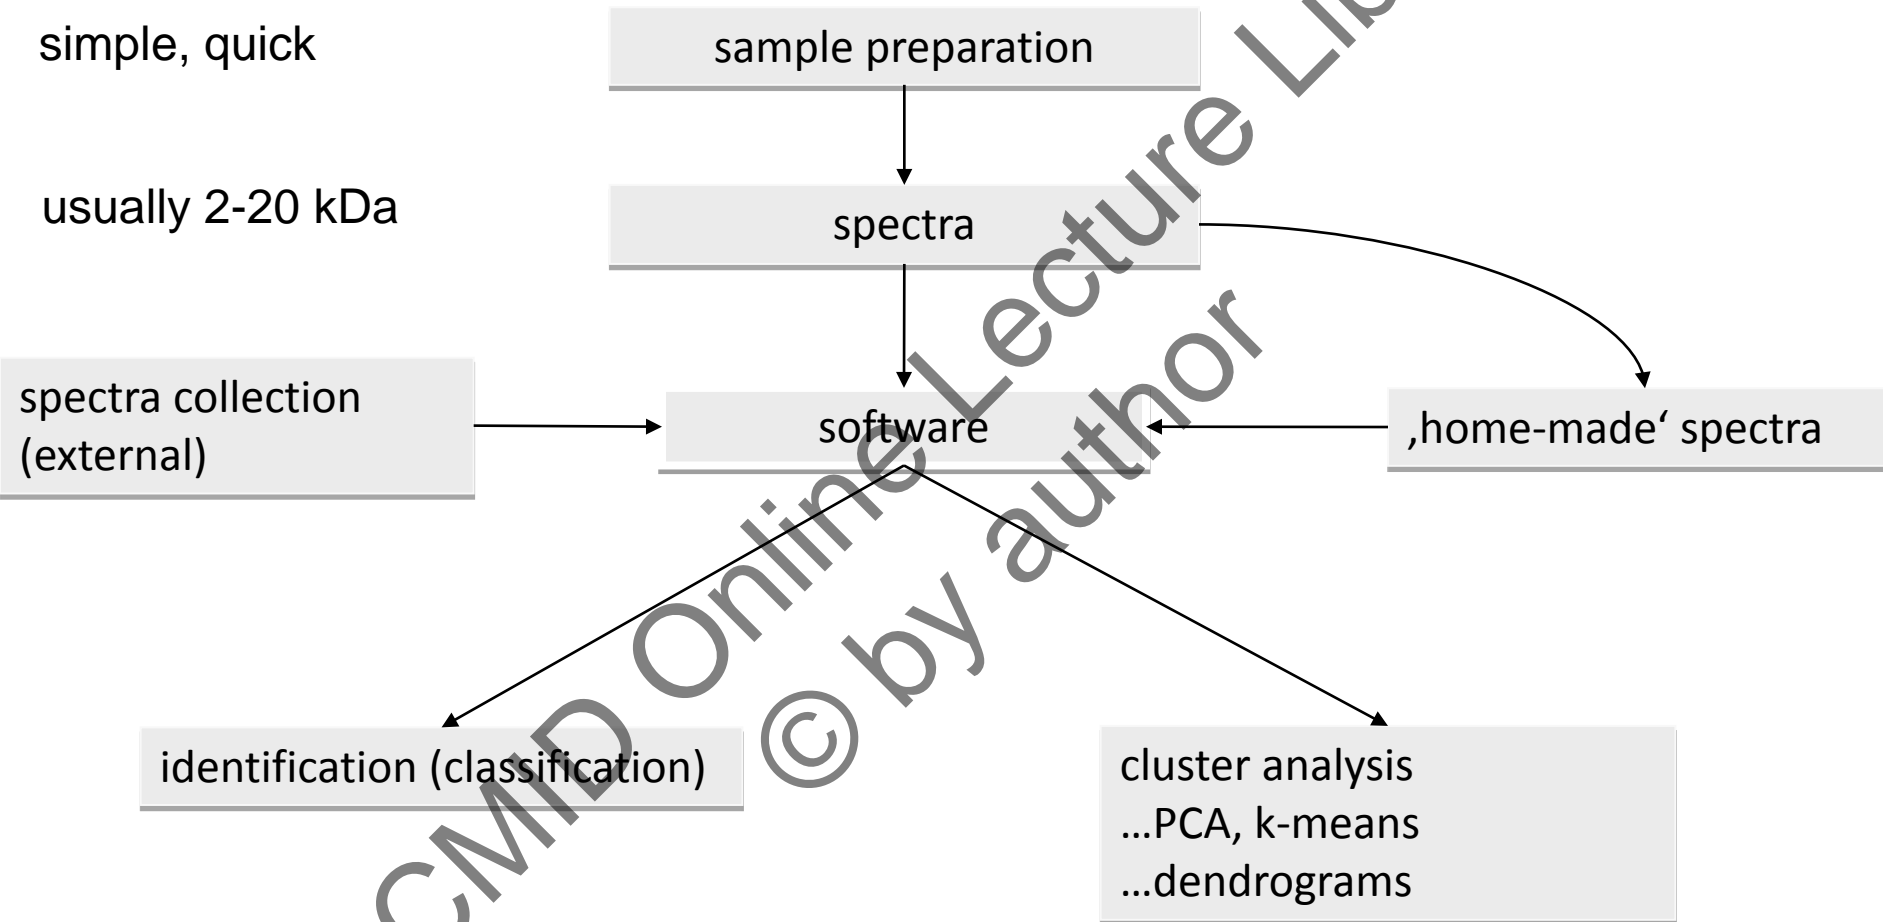 simple, quick
sample preparation
usually 2-20 kDa
spectra
spectra collection
(external)
software
‚home-made‘ spectra
identification (classification)
cluster analysis
...PCA, k-means
...dendrograms
CMID Online Lecture Lib
© by author